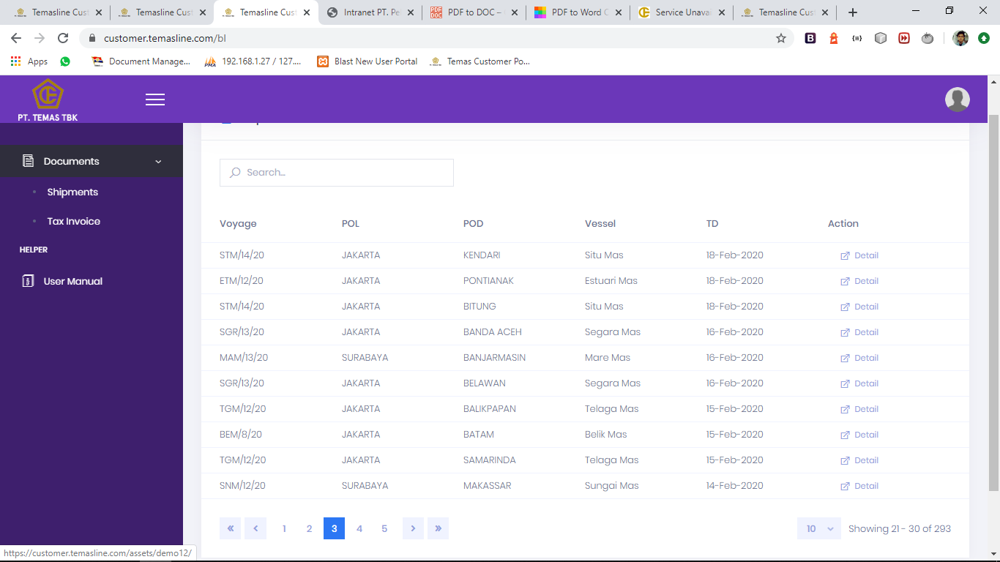 Temasline Cust
Temasline Cust
Temasline Cust
Intranet PT. Pe
PDF to DOC –
PDF to Word C
Service Unava
Temasline Cust
customer.temasline.com/bl
Apps
Document Manage...
192.168.1.27 / 127....
Blast New User Portal
Temas Customer Po...
PT. TEMAS TBK
Documents
Shipments
Tax Invoice
HELPER
User Manual
Search...
Voyage POL POD Vessel TD Action
STM/14/20 JAKARTA KENDARI Situ Mas 18-Feb-2020 Detail
ETM/12/20 JAKARTA PONTIANAK Estuari Mas 18-Feb-2020 Detail
STM/14/20 JAKARTA BITUNG Situ Mas 18-Feb-2020 Detail
SGR/13/20 JAKARTA BANDA ACEH Segara Mas 16-Feb-2020 Detail
MAM/13/20 SURABAYA BANJARMASIN Mare Mas 16-Feb-2020 Detail
SGR/13/20 JAKARTA BELAWAN Segara Mas 16-Feb-2020 Detail
TGM/12/20 JAKARTA BALIKPAPAN Telaga Mas 15-Feb-2020 Detail
BEM/8/20 JAKARTA BATAM Belik Mas 15-Feb-2020 Detail
TGM/12/20 JAKARTA SAMARINDA Telaga Mas 15-Feb-2020 Detail
SNM/12/20 SURABAYA MAKASSAR Sungai Mas 14-Feb-2020 Detail
« ‹ 1 2 3 4 5 › »
10 Showing 21 - 30 of 293
https://customer.temasline.com/assets/demo12/